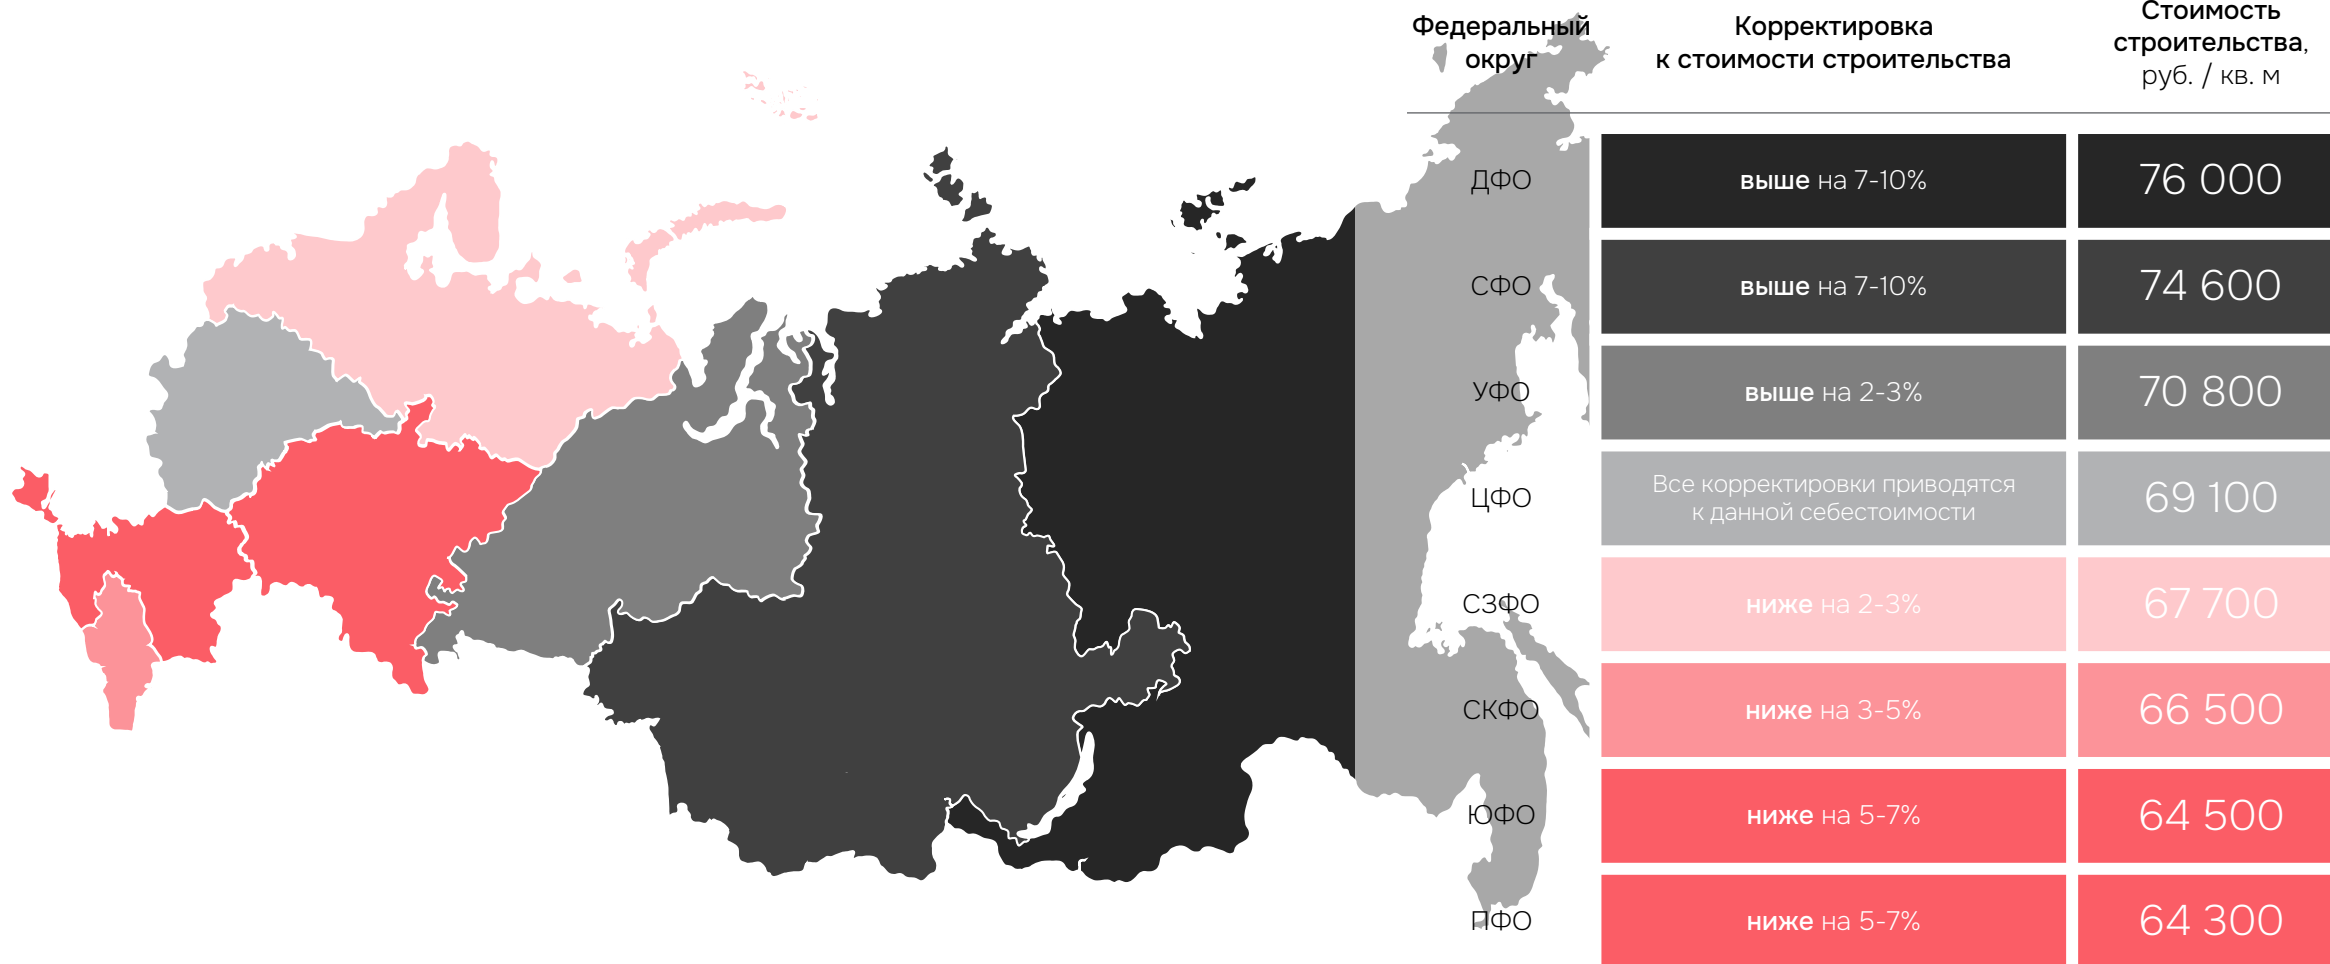 Федеральный
округ
Корректировка
к стоимости строительства
Стоимость
строительства,
руб. / кв. м
ДФО
выше на 7-10%
76 000
СФО
выше на 7-10%
74 600
УФО
выше на 2-3%
70 800
ЦФО
Все корректировки приводятся
к данной себестоимости
69 100
СЗФО
ниже на 2-3%
67 700
СКФО
ниже на 3-5%
66 500
ЮФО
ниже на 5-7%
64 500
ПФО
ниже на 5-7%
64 300